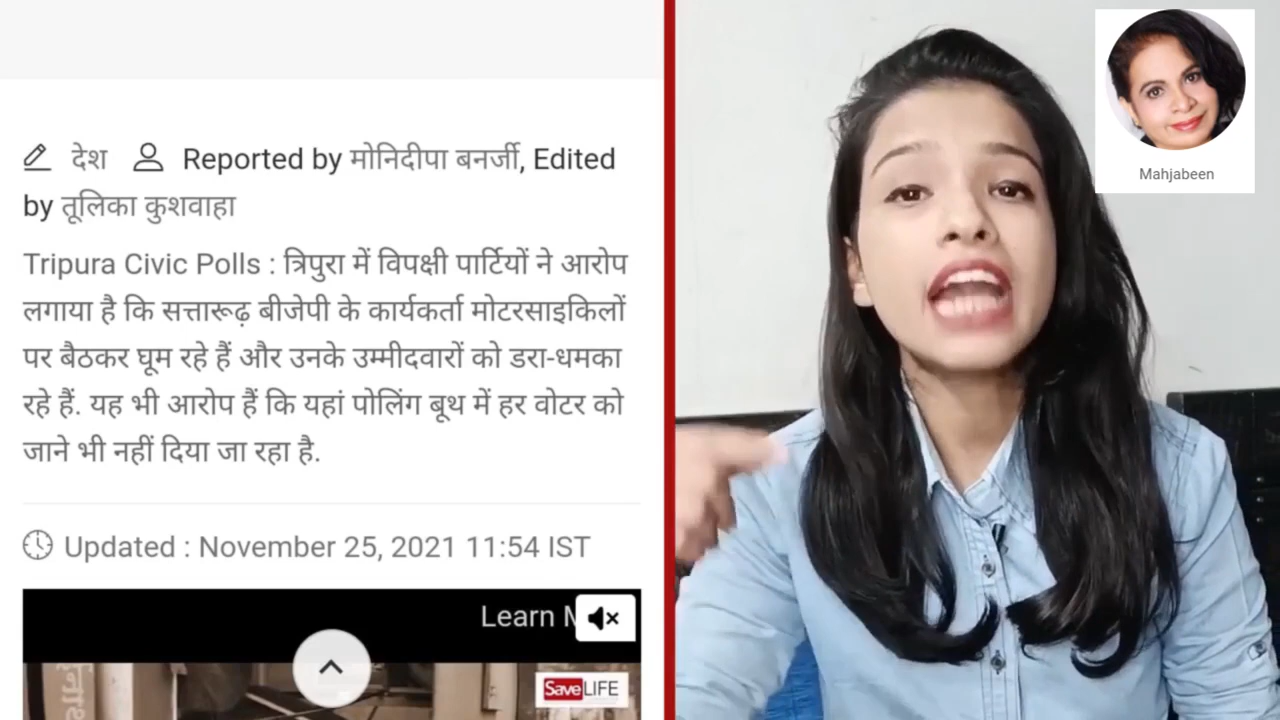 देश Reported by मोनिदीपा बनर्जी, Edited
by तूलिका कुशवाहा
Tripura Civic Polls : त्रिपुरा में विपक्षी पार्टियों ने आरोप
लगाया है कि सत्तारूढ़ बीजेपी के कार्यकर्ता मोटरसाइकिलों
पर बैठकर घूम रहे हैं और उनके उम्मीदवारों को डरा-धमका
रहे हैं. यह भी आरोप हैं कि यहां पोलिंग बूथ में हर वोटर को
जाने भी नहीं दिया जा रहा है.
Updated : November 25, 2021 11:54 IST
Learn
SaveLIFE
Mahjabeen